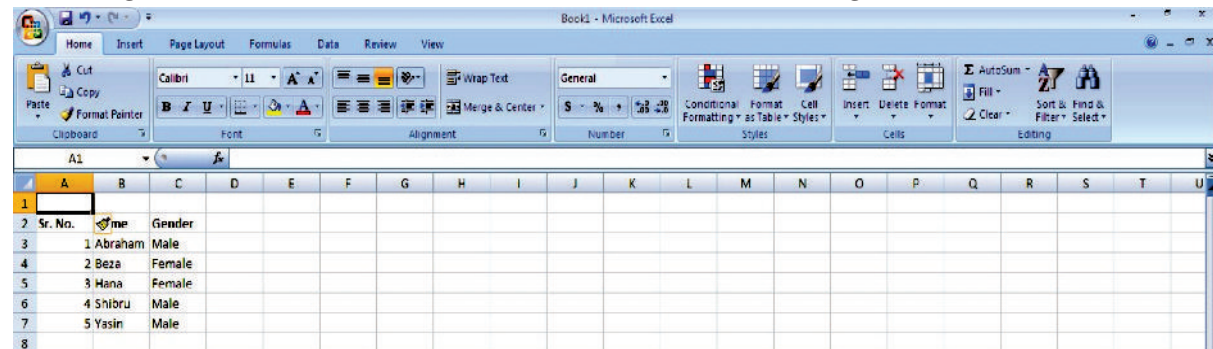 Book1 - Microsoft Excel
Home Insert Page Layout Formulas Data Review View
Cut
Copy
Format Painter
Paste
Clipboard
Calibri 11 A A
B I U A
Font
Wrap Text
Merge & Center
Alignment
General
$ % , .0 .00 .00 .0
Number
Conditional Formatting
Format as Table
Cell Styles
Styles
Insert Delete Format
Cells
Σ AutoSum
Fill
Clear
Sort & Filter
Find & Select
Editing
A1 fx
A B C D E F G H I J K L M N O P Q R S T U
1
2 Sr. No. me Gender
3 1 Abraham Male
4 2 Beza Female
5 3 Hana Female
6 4 Shibru Male
7 5 Yasin Male
8